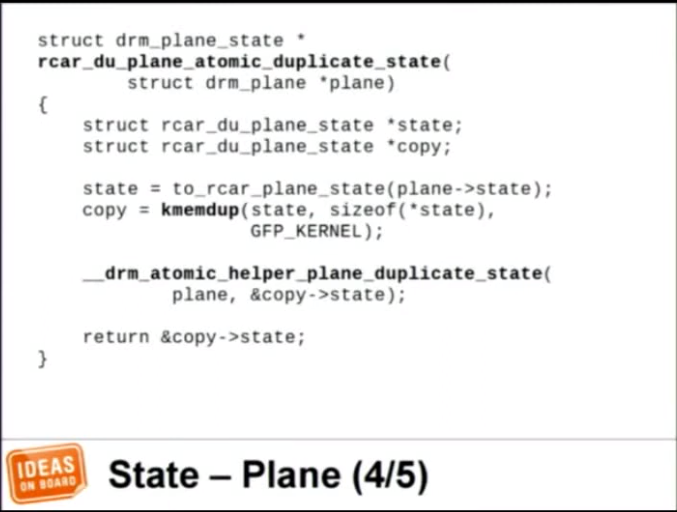 struct drm_plane_state *
rcar_du_plane_atomic_duplicate_state(
struct drm_plane *plane)
{
struct rcar_du_plane_state *state;
struct rcar_du_plane_state *copy;
state = to_rcar_plane_state(plane->state);
copy = kmemdup(state, sizeof(*state),
GFP_KERNEL);
__drm_atomic_helper_plane_duplicate_state(
plane, &copy->state);
return &copy->state;
}
IDEAS
ON BOARD
State – Plane (4/5)